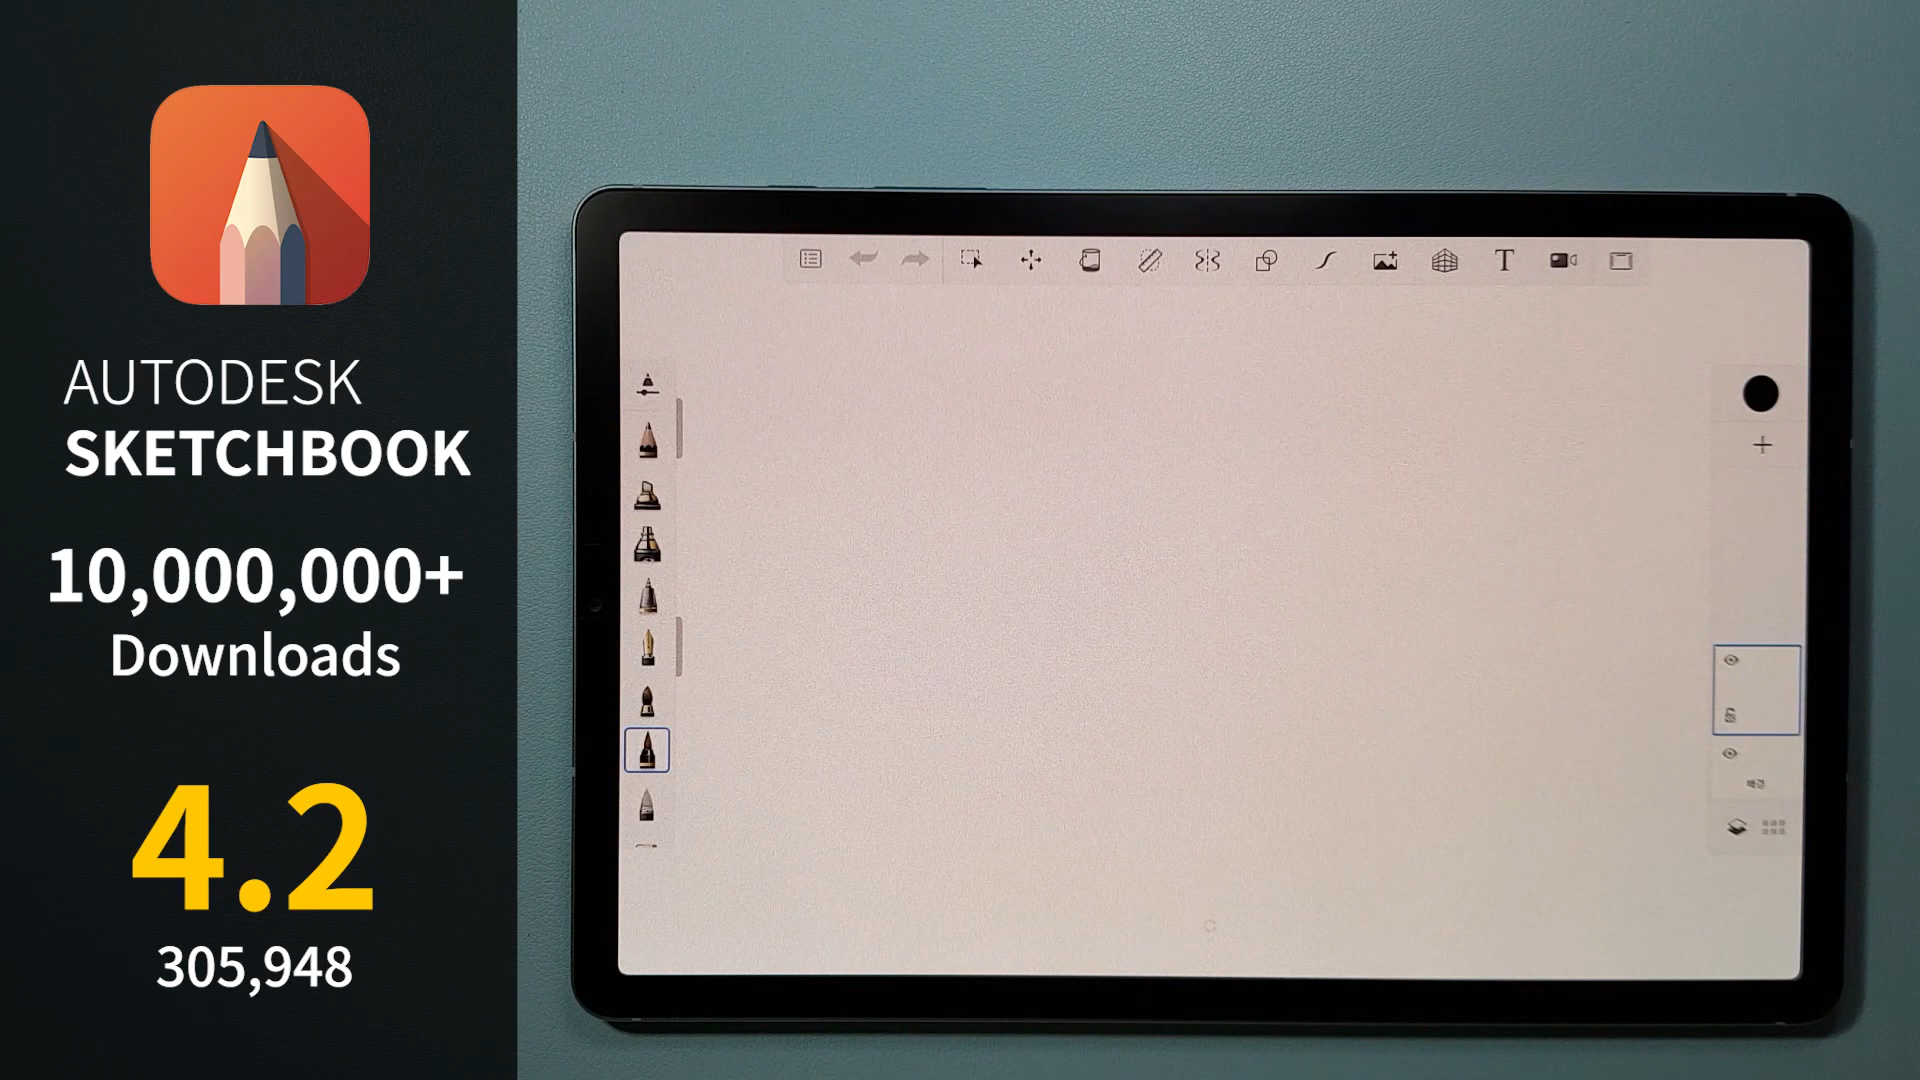 AUTODESK
SKETCHBOOK
10,000,000+
Downloads
4.2
305,948
T